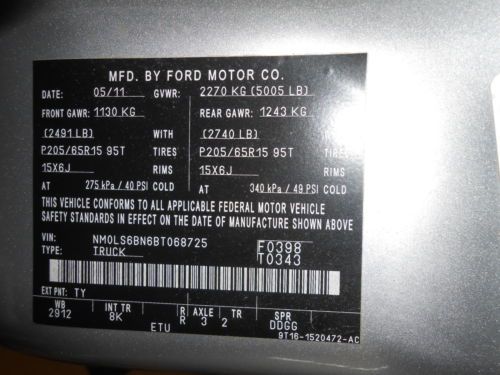 MFD. BY FORD MOTOR CO.
DATE: 05/11 GVWR: 2270 KG (5005 LB)
FRONT GAWR: 1130 KG REAR GAWR: 1243 KG
(2491 LB) WITH (2740 LB) WITH
P205/65R15 95T TIRES P205/65R15 95T TIRES
15X6J RIMS 15X6J RIMS
AT 275 kPa / 40 PSI COLD AT 340 kPa / 49 PSI COLD
THIS VEHICLE CONFORMS TO ALL APPLICABLE FEDERAL MOTOR VEHICLE
SAFETY STANDARDS IN EFFECT ON THE DATE OF MANUFACTURE SHOWN ABOVE
VIN: NM0LS6BN6BT068725 F0398
TYPE: TRUCK T0343
EXT PNT: TY
WB INT TR R AXLE TR SPR
2912 8K R 3 2 DDGG
ETU 9T16-1520472-AC